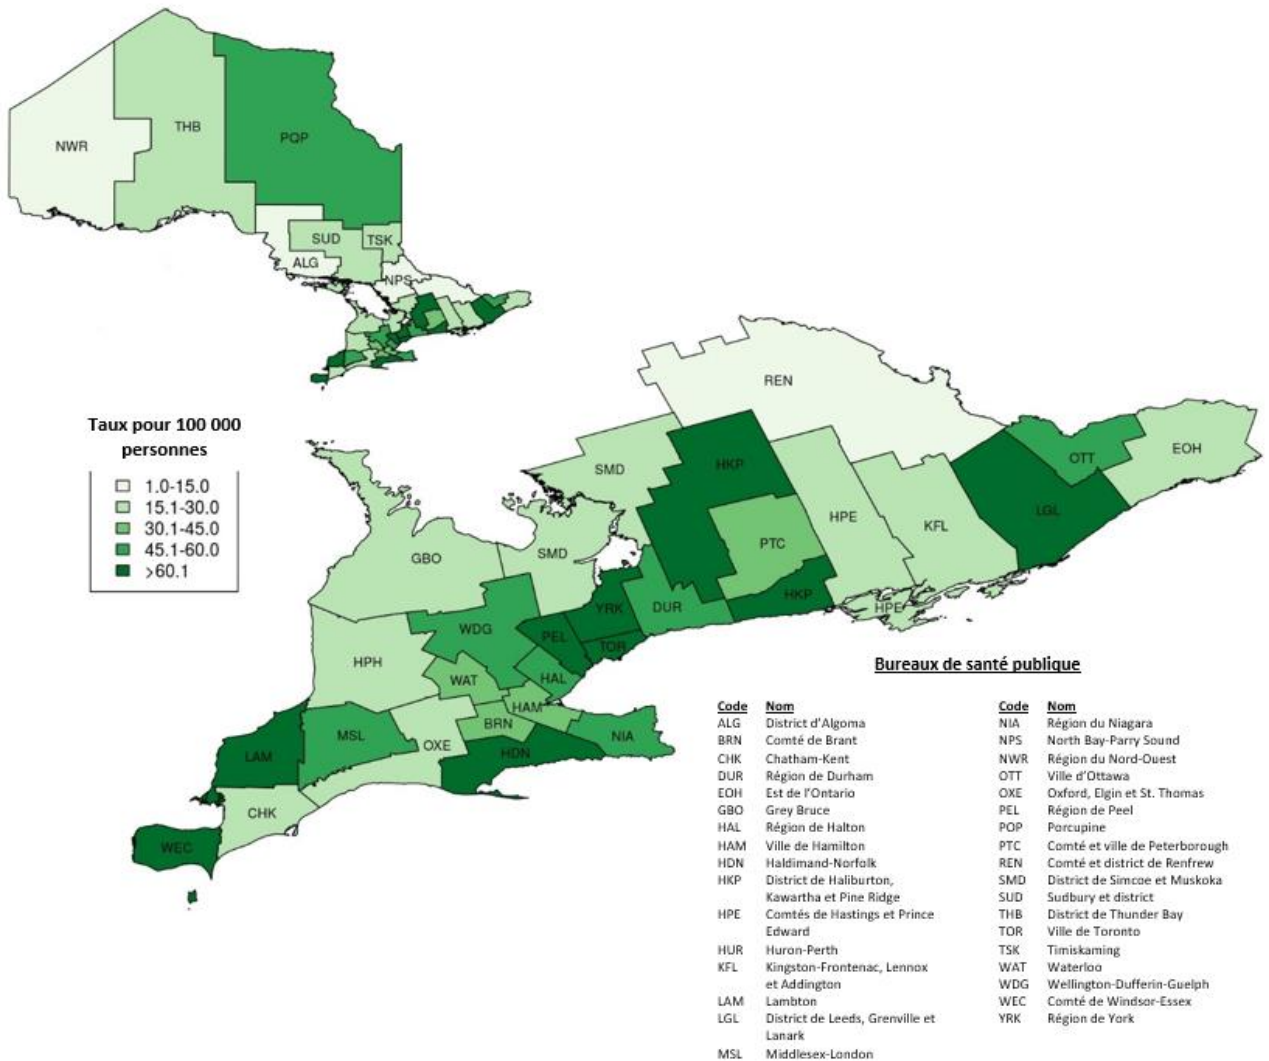 NWR
THB
PQP
SUD
TSK
ALG
NPS
Taux pour 100 000
personnes
1.0-15.0
15.1-30.0
30.1-45.0
45.1-60.0
>60.1
REN
SMD
HKP
OTT
EOH
HPE
KFL
LGL
GBO
SMD
PTC
YRK
DUR
HKP
HPE
WDG
PEL
TOR
HPH
WAT
HAL
HAM
BRN
MSL
OXE
NIA
LAM
HDN
CHK
WEC
Bureaux de santé publique
Code Nom
ALG District d'Algoma
BRN Comté de Brant
CHK Chatham-Kent
DUR Région de Durham
EOH Est de l'Ontario
GBO Grey Bruce
HAL Région de Halton
HAM Ville de Hamilton
HDN Haldimand-Norfolk
HKP District de Haliburton,
Kawartha et Pine Ridge
HPE Comtés de Hastings et Prince
Edward
HUR Huron-Perth
KFL Kingston-Frontenac, Lennox
et Addington
LAM Lambton
LGL District de Leeds, Grenville et
Lanark
MSL Middlesex-London
Code Nom
NIA Région du Niagara
NPS North Bay-Parry Sound
NWR Région du Nord-Ouest
OTT Ville d'Ottawa
OXE Oxford, Elgin et St. Thomas
PEL Région de Peel
POP Porcupine
PTC Comté et ville de Peterborough
REN Comté et district de Renfrew
SMD District de Simcoe et Muskoka
SUD Sudbury et district
THB District de Thunder Bay
TOR Ville de Toronto
TSK Timiskaming
WAT Waterloo
WDG Wellington-Dufferin-Guelph
WEC Comté de Windsor-Essex
YRK Région de York